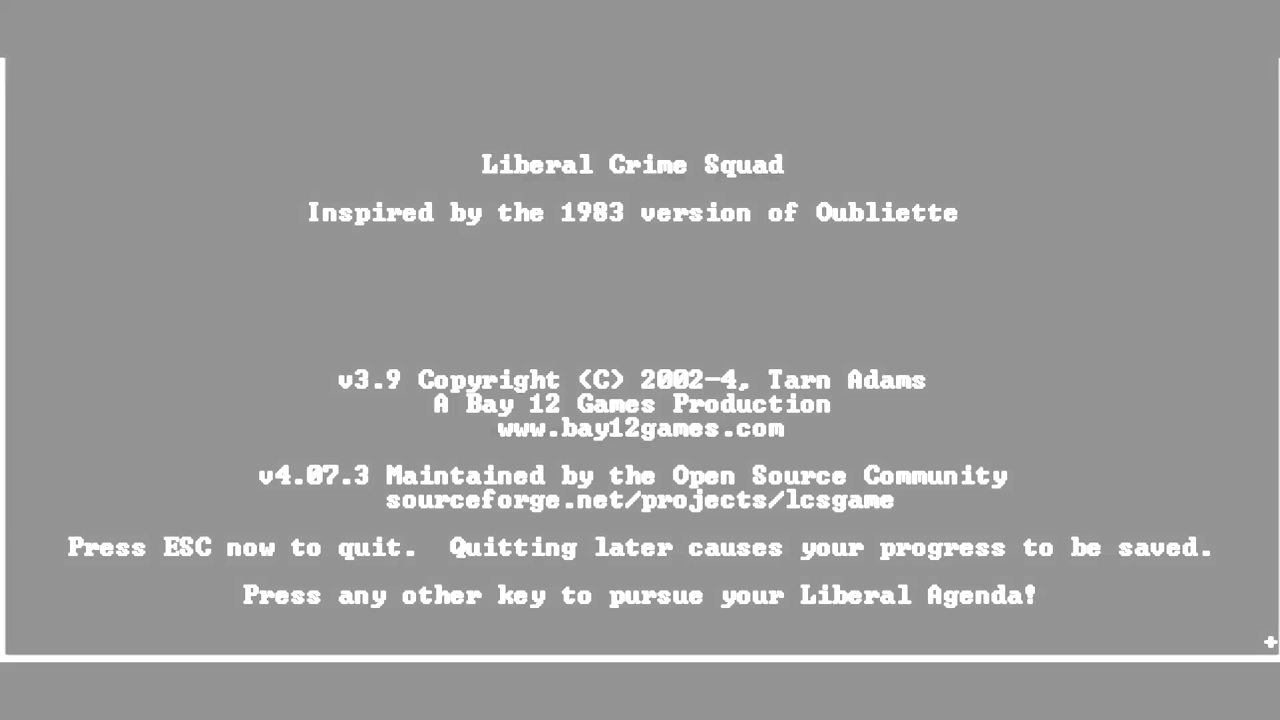 Liberal Crime Squad
Inspired by the 1983 version of Oubliette
v3.9 Copyright (C) 2002-4, Tarn Adams
A Bay 12 Games Production
www.bay12games.com
v4.07.3 Maintained by the Open Source Community
sourceforge.net/projects/lcsgame
Press ESC now to quit.  Quitting later causes your progress to be saved.
Press any other key to pursue your Liberal Agenda!
+